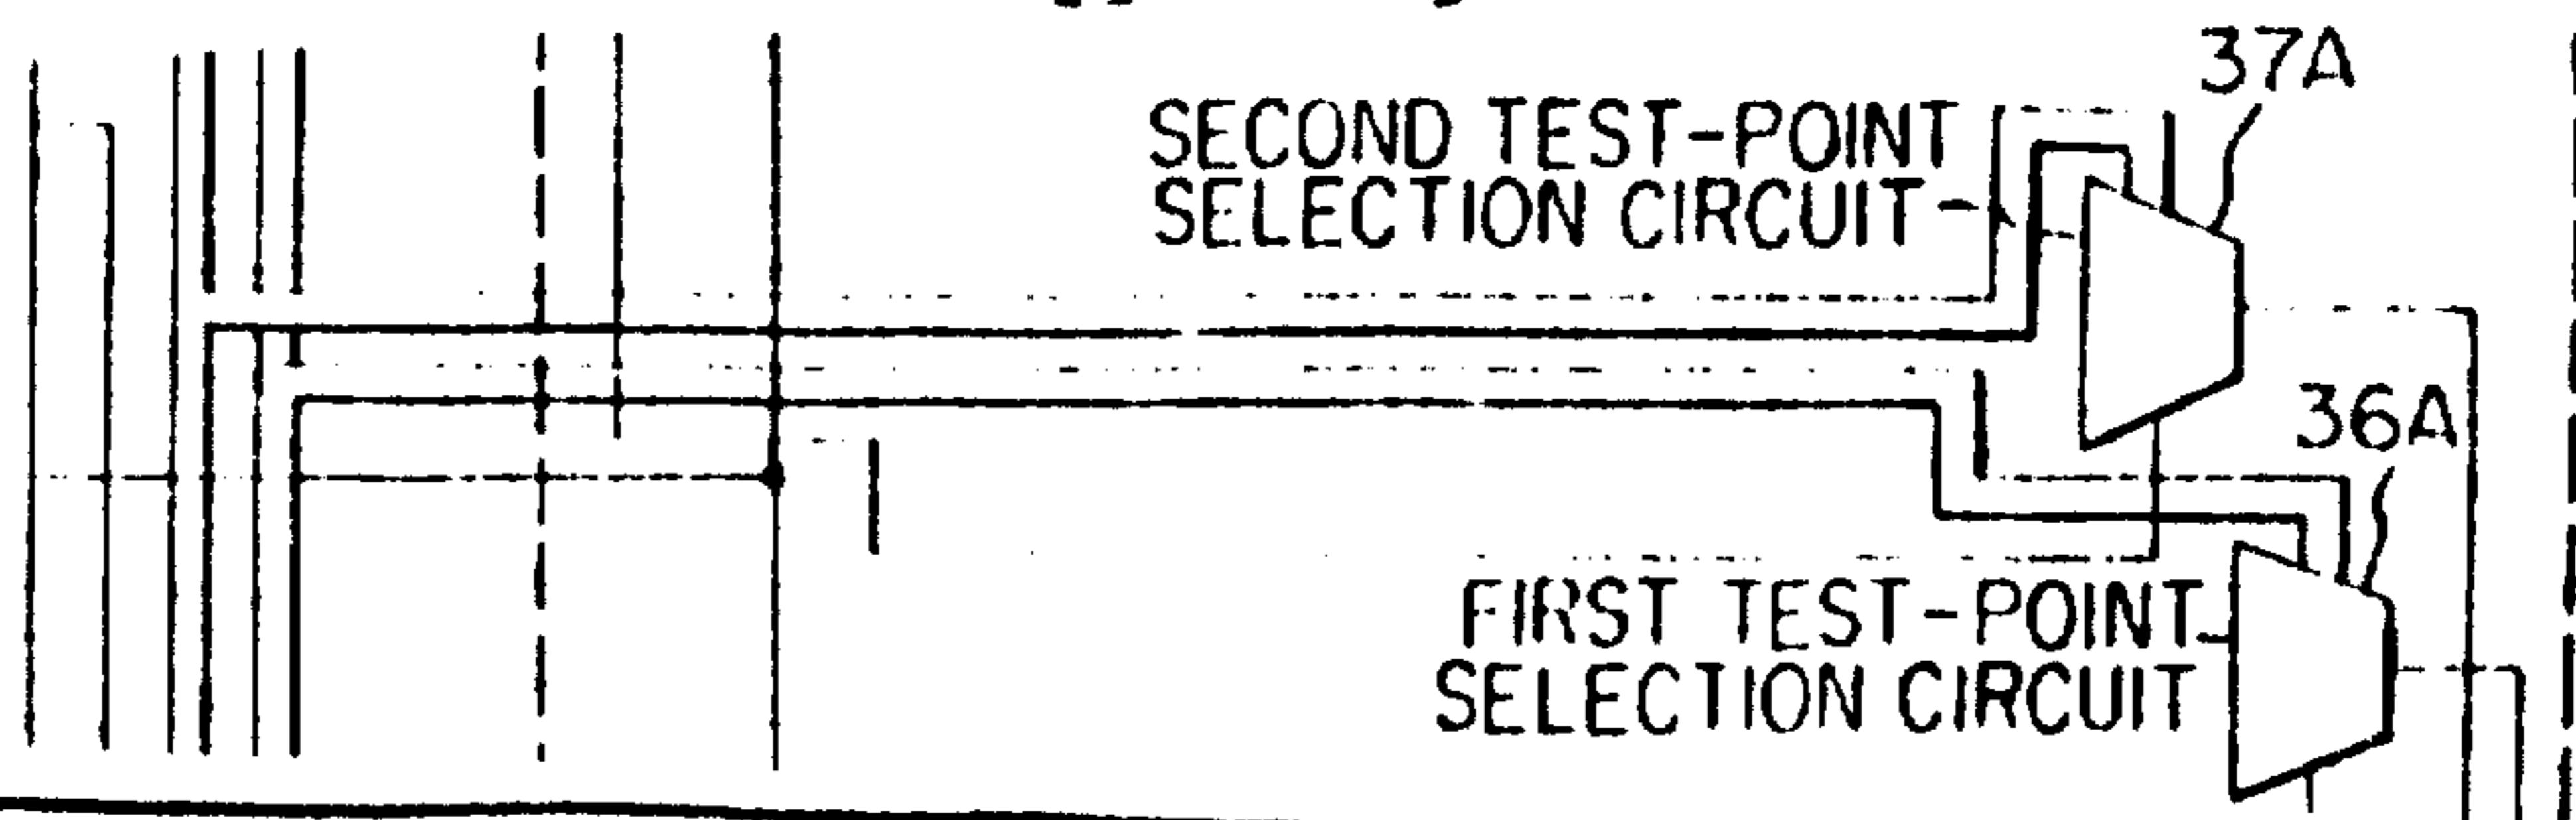 37A
SECOND TEST-POINT
SELECTION CIRCUIT
36A
FIRST TEST-POINT
SELECTION CIRCUIT